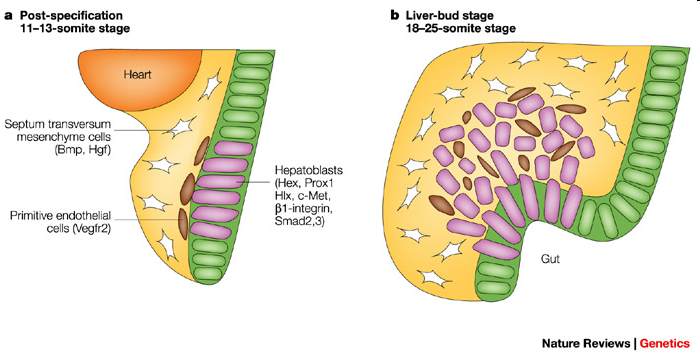 a Post-specification
11–13-somite stage
b Liver-bud stage
18–25-somite stage
Heart
Septum transversum
mesenchyme cells
(Bmp, Hgf)
Hepatoblasts
(Hex, Prox1
Hlx, c-Met,
β1-integrin,
Smad2,3)
Primitive endothelial
cells (Vegfr2)
Gut
Nature Reviews | Genetics